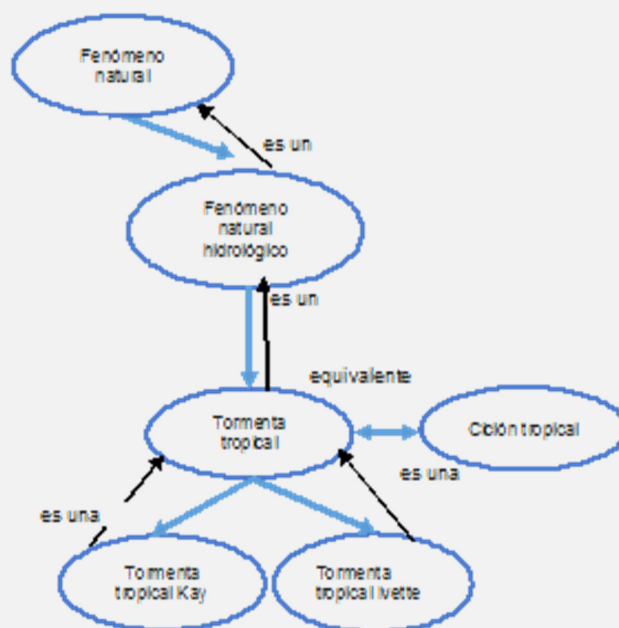 Fenómeno
natural
es un
Fenómeno
natural
hidrológico
es un
equivalente
Tormenta
tropical
Ciclón tropical
es una
es una
Tormenta
tropical Kay
Tormenta
tropical Ivette